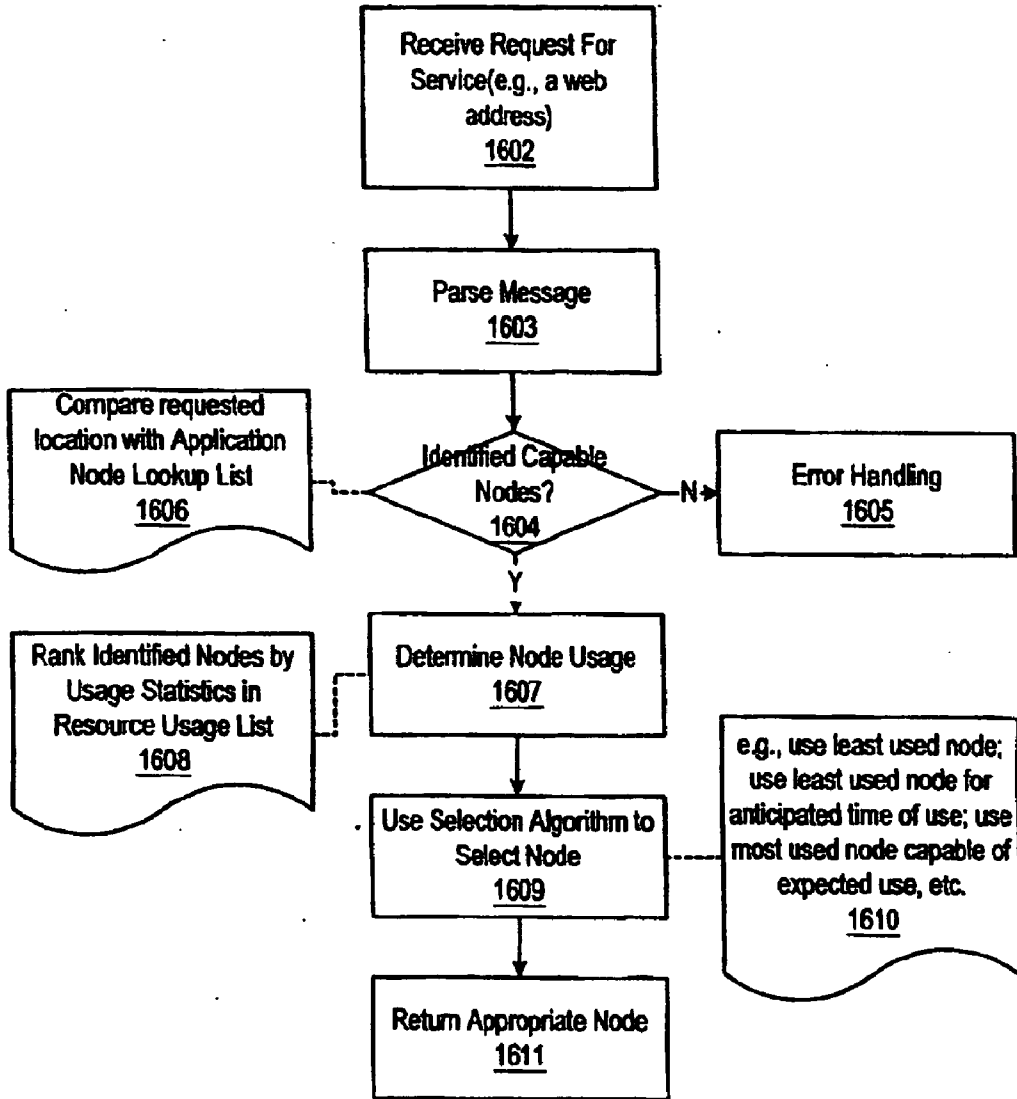 Receive Request For
Service(e.g., a web
address)
1602
Parse Message
1603
Compare requested
location with Application
Node Lookup List
1606
Identified Capable
Nodes?
1604
N
Error Handling
1605
Y
Rank Identified Nodes by
Usage Statistics in
Resource Usage List
1608
Determine Node Usage
1607
Use Selection Algorithm to
Select Node
1609
e.g., use least used node;
use least used node for
anticipated time of use; use
most used node capable of
expected use, etc.
1610
Return Appropriate Node
1611